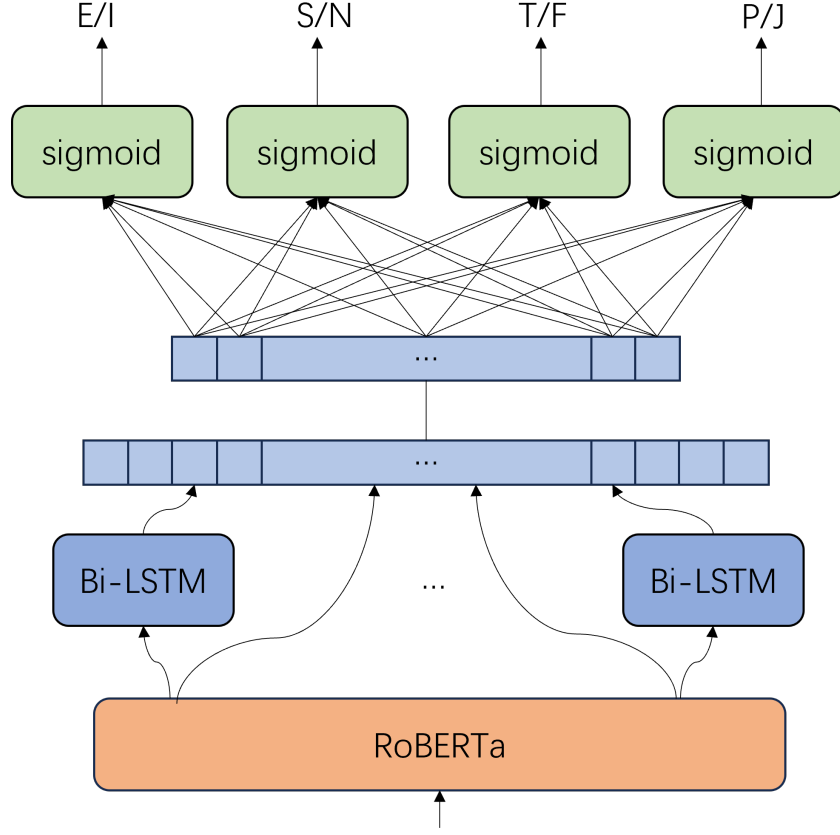 E/I S/N T/F P/J
sigmoid sigmoid sigmoid sigmoid
...
...
Bi-LSTM ... Bi-LSTM
RoBERTa